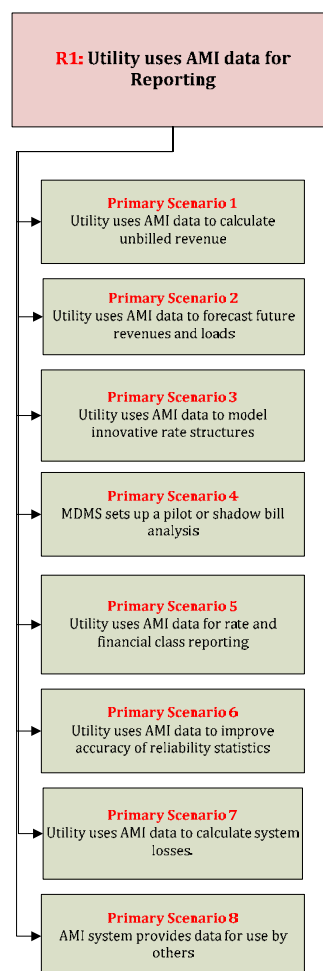 R1: Utility uses AMI data for
Reporting
Primary Scenario 1
Utility uses AMI data to calculate
unbilled revenue
Primary Scenario 2
Utility uses AMI data to forecast future
revenues and loads
Primary Scenario 3
Utility uses AMI data to model
innovative rate structures
Primary Scenario 4
MDMS sets up a pilot or shadow bill
analysis
Primary Scenario 5
Utility uses AMI data for rate and
financial class reporting
Primary Scenario 6
Utility uses AMI data to improve
accuracy of reliability statistics
Primary Scenario 7
Utility uses AMI data to calculate system
losses.
Primary Scenario 8
AMI system provides data for use by
others